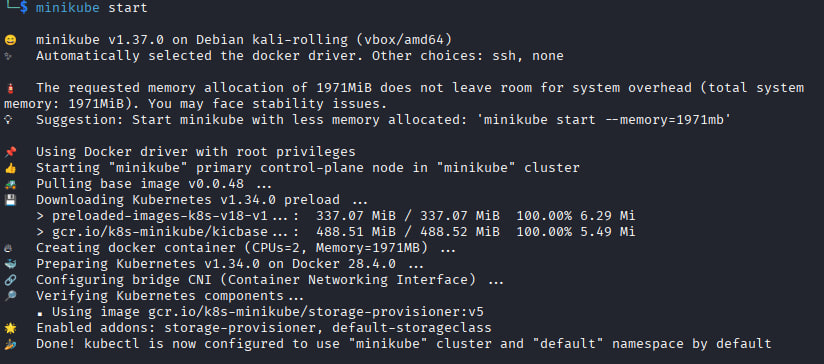 └─$ minikube start
😄 minikube v1.37.0 on Debian kali-rolling (vbox/amd64)
✨ Automatically selected the docker driver. Other choices: ssh, none
🧯 The requested memory allocation of 1971MiB does not leave room for system overhead (total system
memory: 1971MiB). You may face stability issues.
💡 Suggestion: Start minikube with less memory allocated: 'minikube start --memory=1971mb'
📌 Using Docker driver with root privileges
👍 Starting "minikube" primary control-plane node in "minikube" cluster
🚜 Pulling base image v0.0.48 ...
💾 Downloading Kubernetes v1.34.0 preload ...
> preloaded-images-k8s-v18-v1...: 337.07 MiB / 337.07 MiB 100.00% 6.29 Mi
> gcr.io/k8s-minikube/kicbase...: 488.51 MiB / 488.52 MiB 100.00% 5.49 Mi
🔥 Creating docker container (CPUs=2, Memory=1971MB) ...
🐳 Preparing Kubernetes v1.34.0 on Docker 28.4.0 ...
🔗 Configuring bridge CNI (Container Networking Interface) ...
🔎 Verifying Kubernetes components...
▪ Using image gcr.io/k8s-minikube/storage-provisioner:v5
🌟 Enabled addons: storage-provisioner, default-storageclass
🎉 Done! kubectl is now configured to use "minikube" cluster and "default" namespace by default